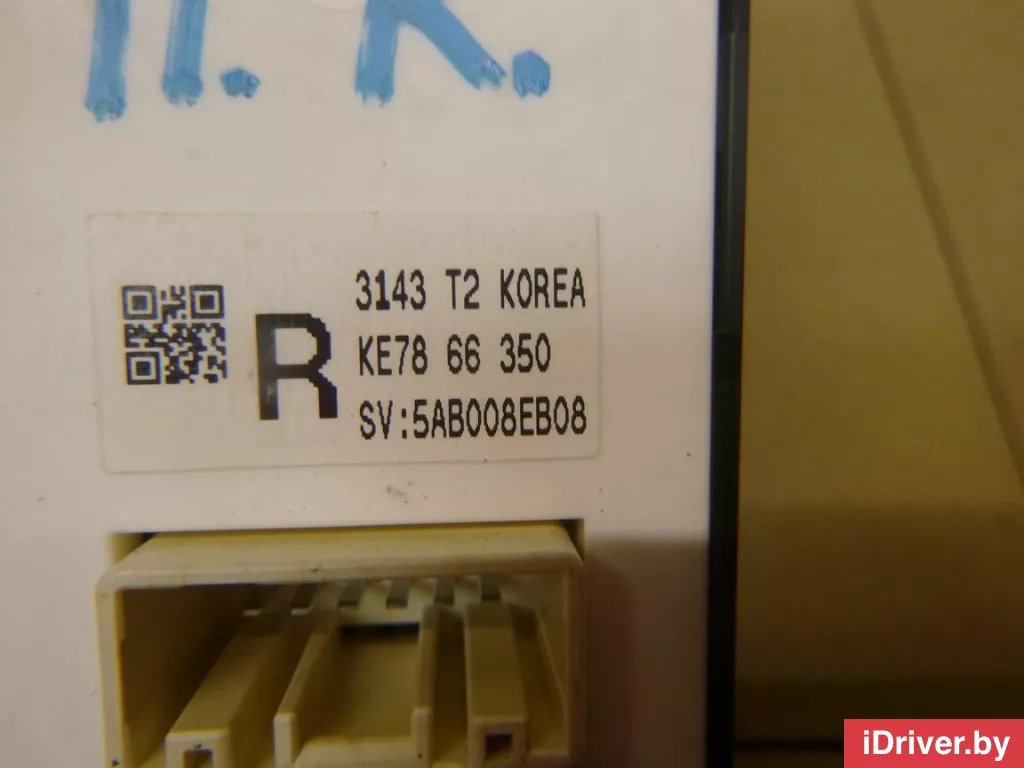 П. К.
R
3143 T2 KOREA
KE78 66 350
SV:5AB008EB08
iDriver.by